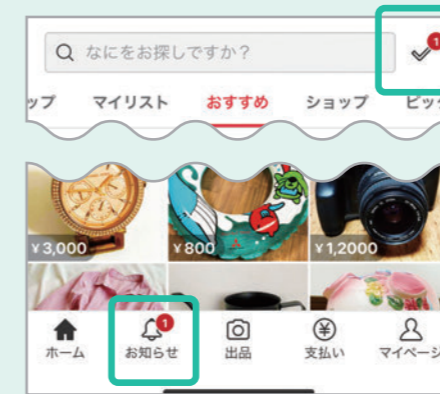 なにをお探しですか？
1
ップ マイリスト おすすめ ショップ ピッ
¥3,000 ¥800 ¥1,2000
1
ホーム お知らせ 出品 支払い マイページ